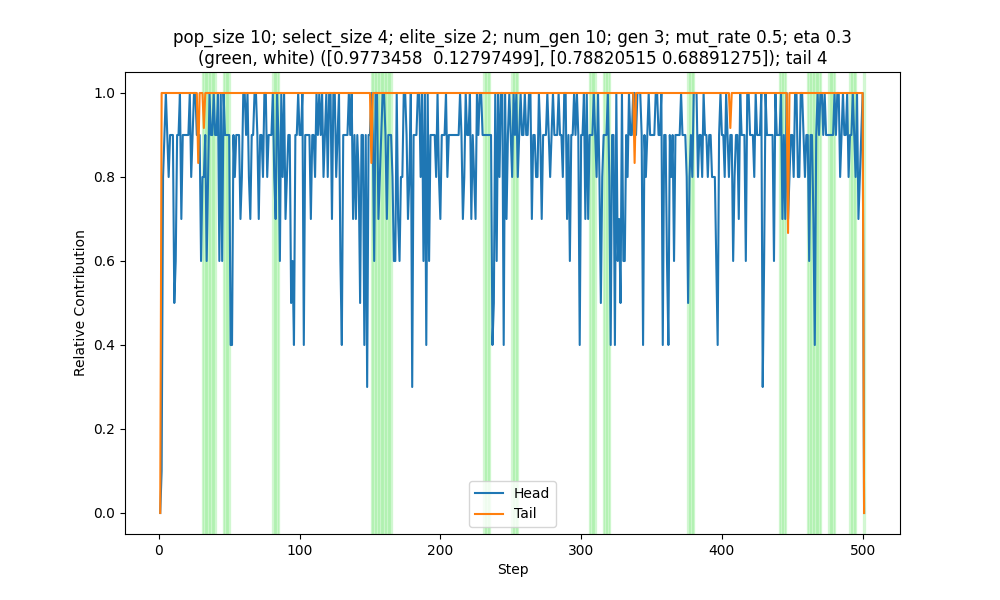 pop_size 10; select_size 4; elite_size 2; num_gen 10; gen 3; mut_rate 0.5; eta 0.3
(green, white) ([0.9773458  0.12797499], [0.78820515 0.68891275]); tail 4
1.0
0.8
0.6
0.4
0.2
0.0
Relative Contribution
Head
Tail
0
100
200
300
400
500
Step